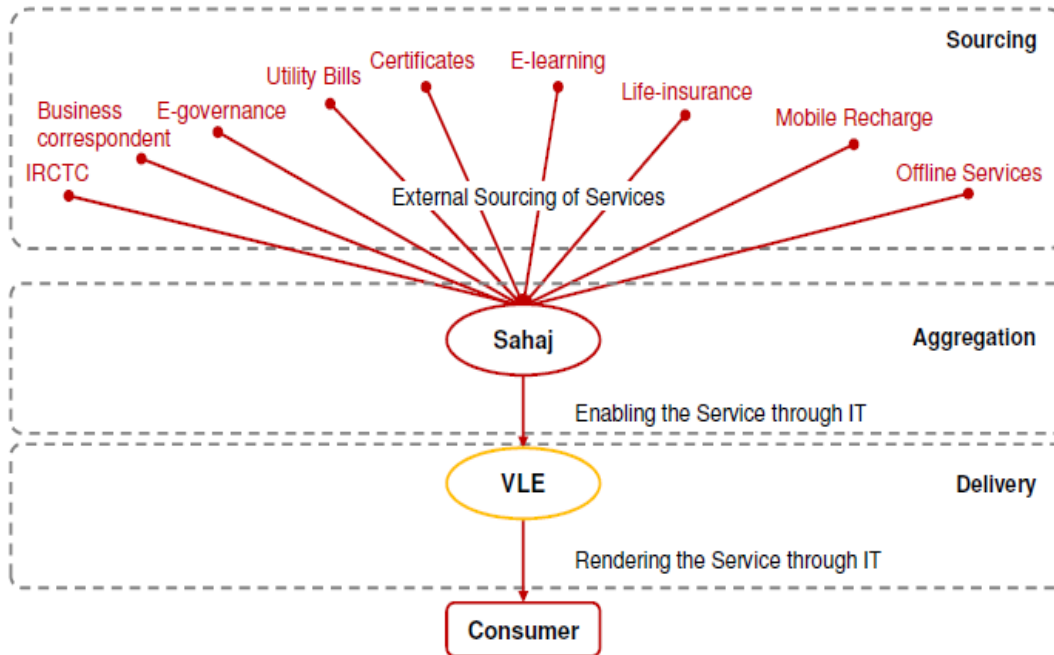 Sourcing
Certificates
E-learning
Utility Bills
Life-insurance
Business
correspondent
E-governance
Mobile Recharge
IRCTC
Offline Services
External Sourcing of Services
Sahaj
Aggregation
Enabling the Service through IT
VLE
Delivery
Rendering the Service through IT
Consumer